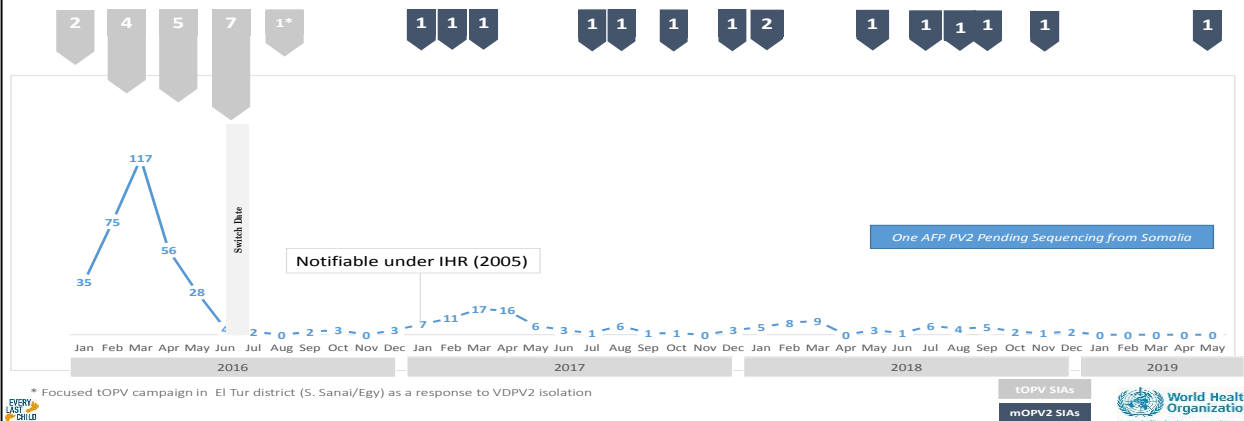 2 4 5 7 1* 1 1 1 1 1 1 1 2 1 1 1 1 1 1
117
75
56
35
28
4 2 0 2 3 0 3 7 11 17 16 6 3 1 6 1 1 0 3 5 8 9 0 3 1 6 4 5 2 1 2 0 0 0 0 0
Switch Date
Notifiable under IHR (2005)
One AFP PV2 Pending Sequencing from Somalia
Jan Feb Mar Apr May Jun Jul Aug Sep Oct Nov Dec Jan Feb Mar Apr May Jun Jul Aug Sep Oct Nov Dec Jan Feb Mar Apr May Jun Jul Aug Sep Oct Nov Dec Jan Feb Mar Apr May
2016 2017 2018 2019
* Focused tOPV campaign in El Tur district (S. Sanai/Egy) as a response to VDPV2 isolation
tOPV SIAs
mOPV2 SIAs
EVERY
LAST
CHILD
World Healt
Organizatio